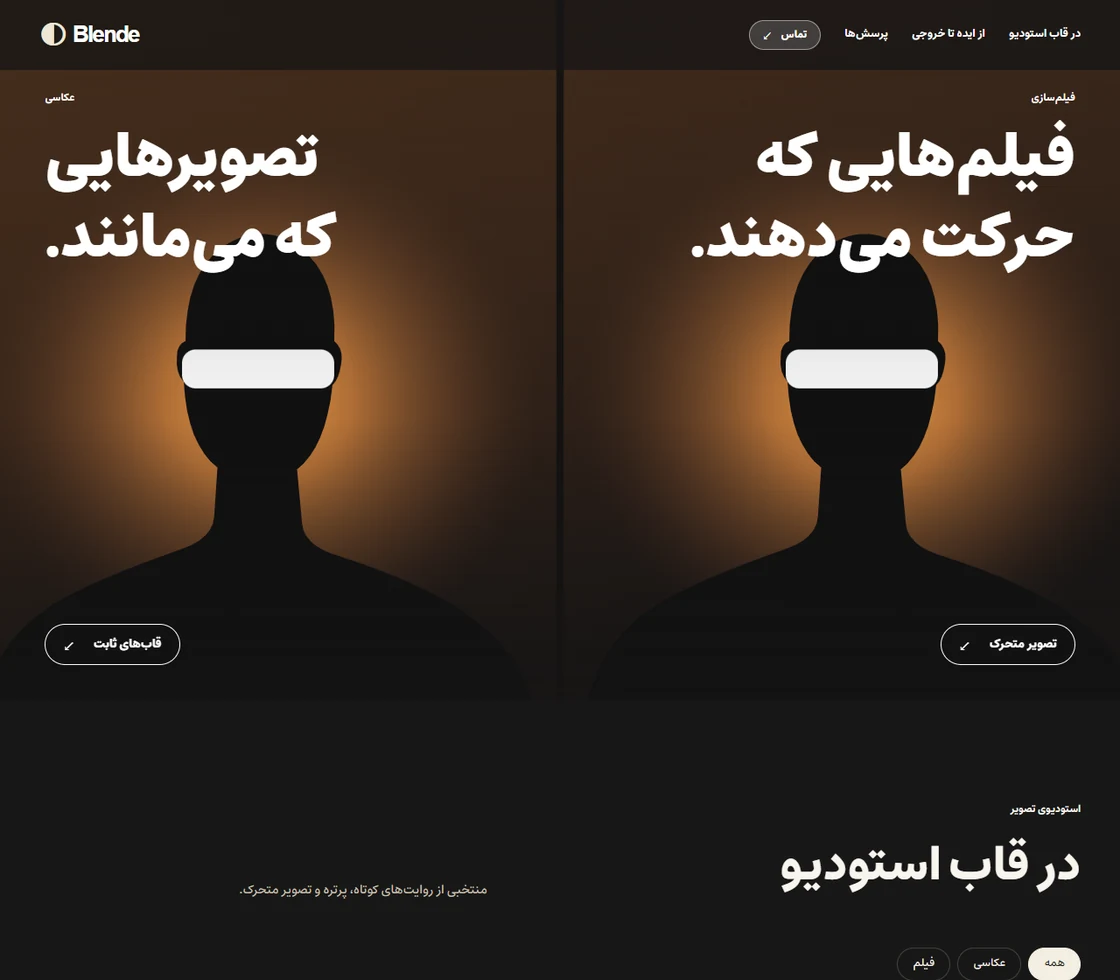 در قاب استودیو
از ایده تا خروجی
پرسش‌ها
تماس ↙
Blende
فیلم‌سازی
فیلم‌هایی که
حرکت می‌دهند.
تصویر متحرک ↙
عکاسی
تصویرهایی
که می‌مانند.
قاب‌های ثابت ↙
استودیوی تصویر
در قاب استودیو
منتخبی از روایت‌های کوتاه، پرتره و تصویر متحرک.
همه
عکاسی
فیلم